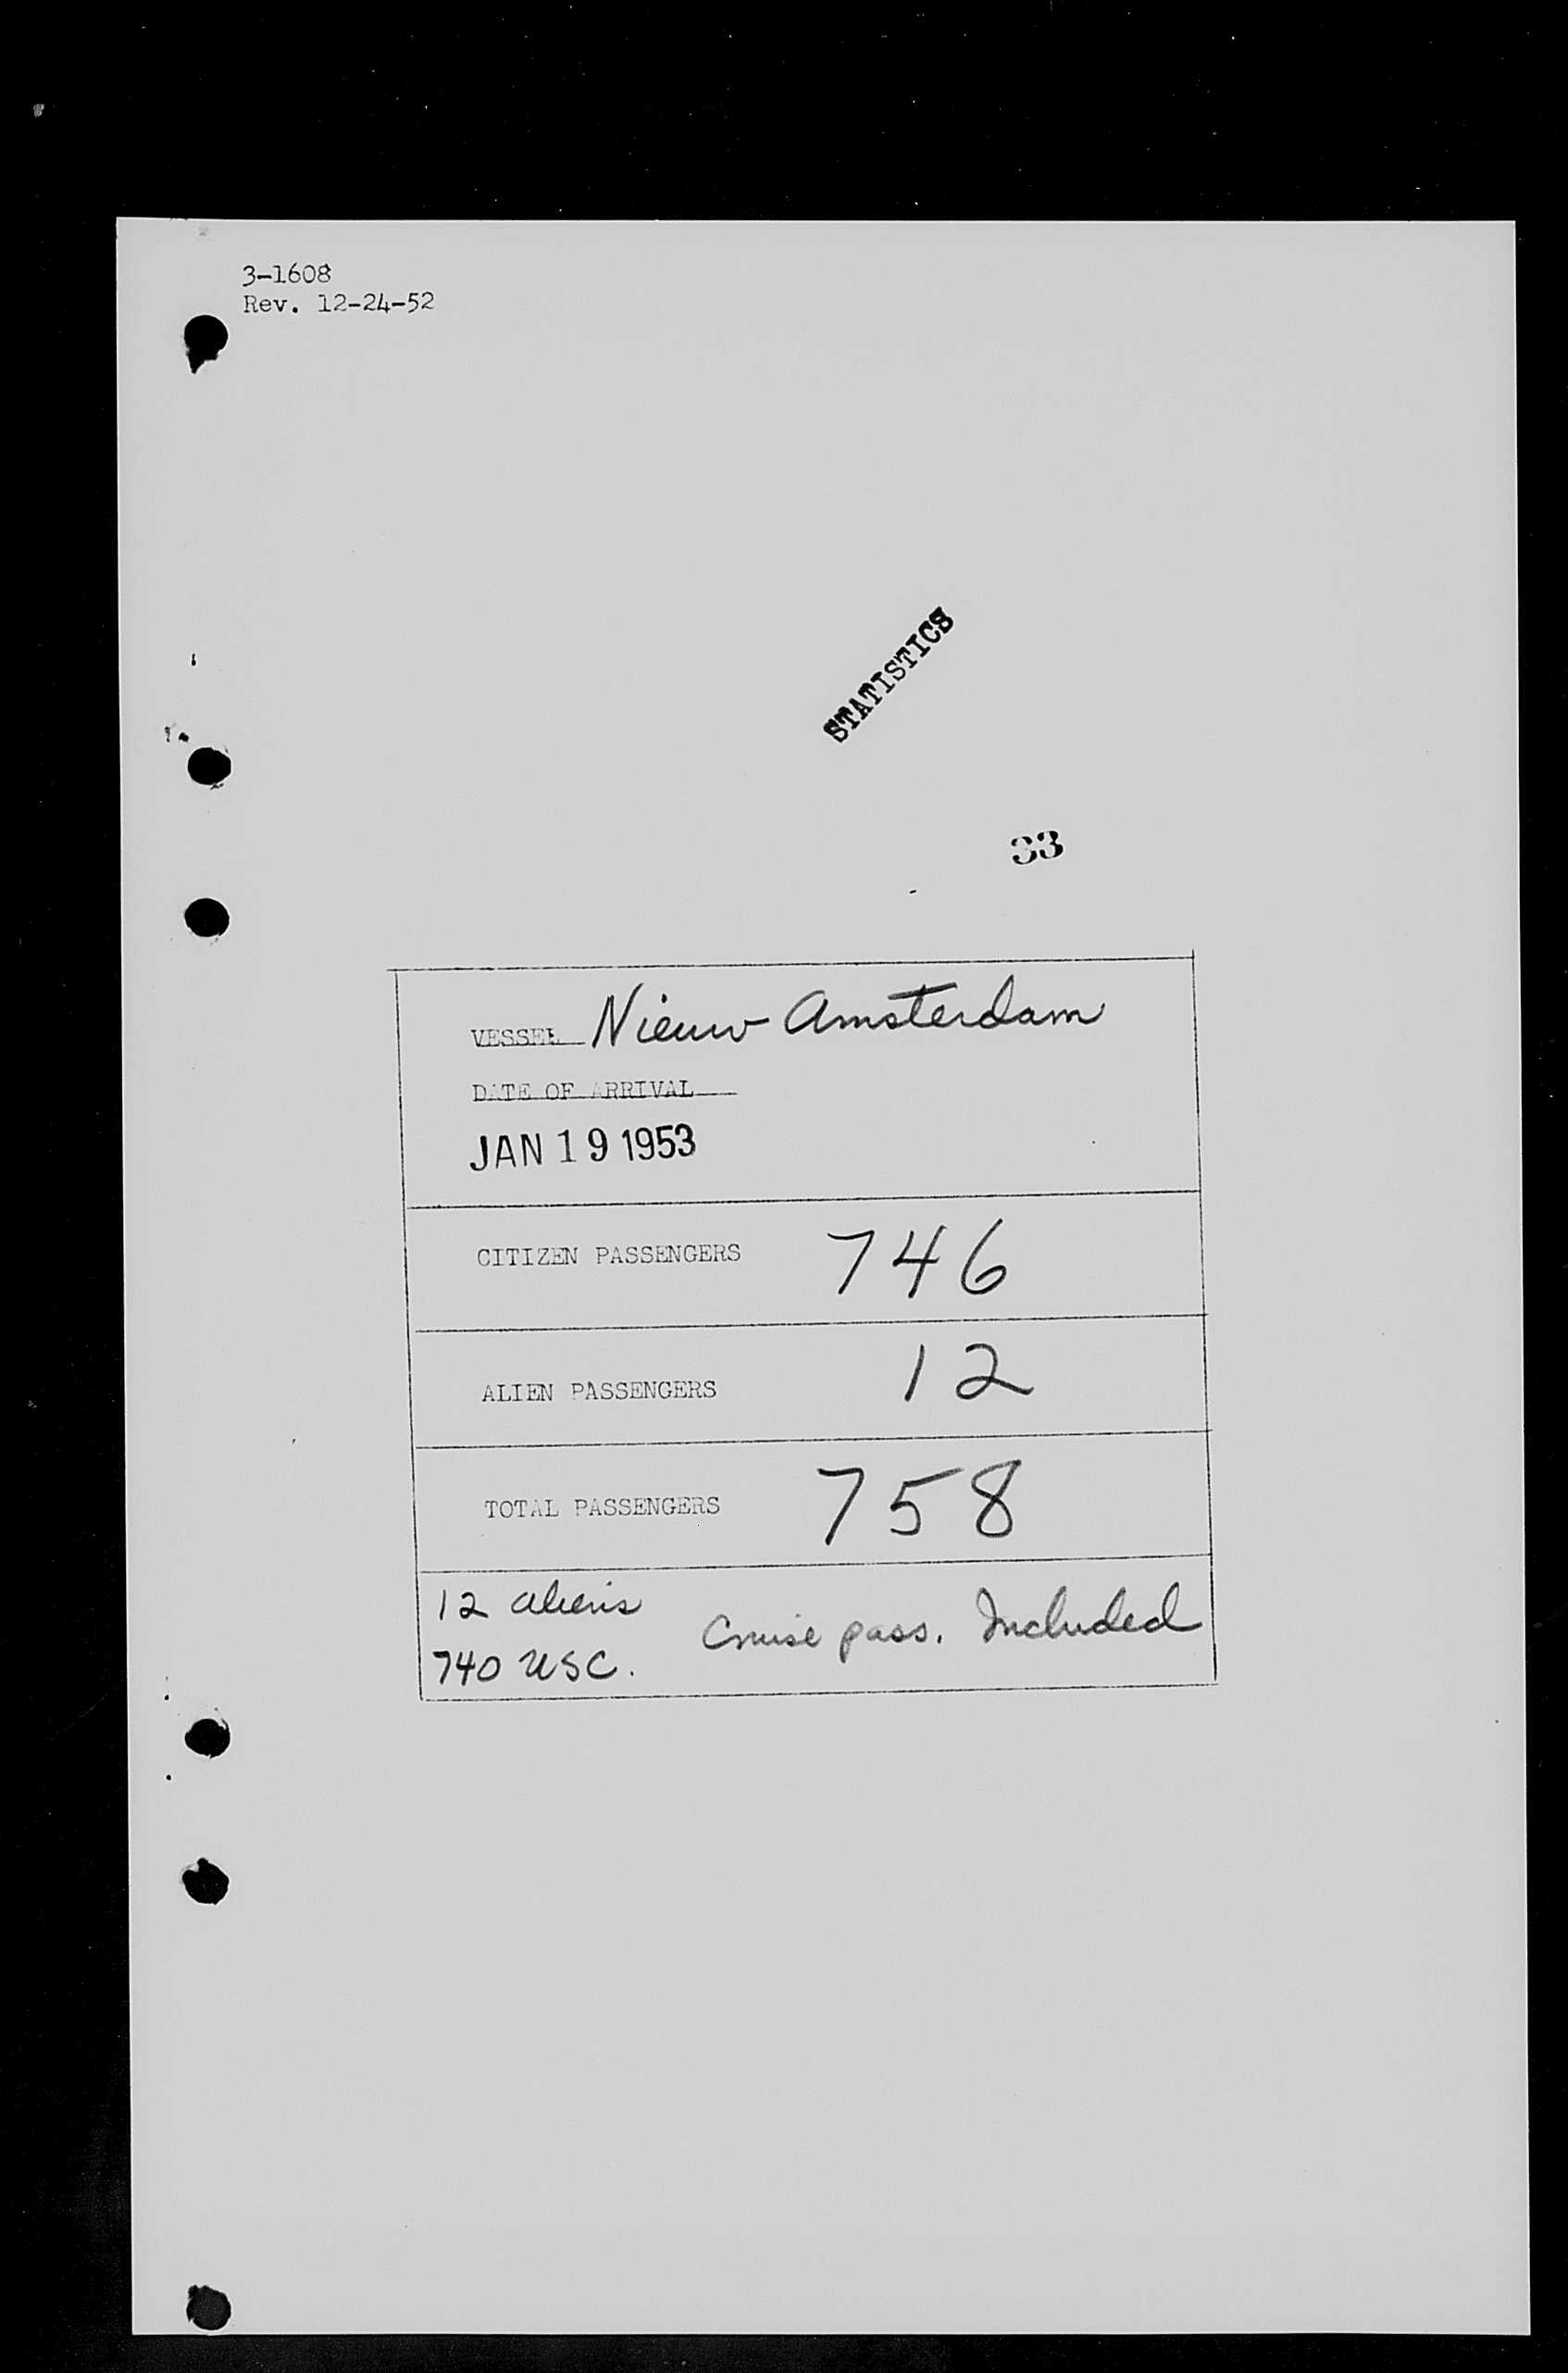 3-1608
Rev. 12-24-52
STATISTICS
33
VESSEL Nieuw Amsterdam
DATE OF ARRIVAL
JAN 19 1953
CITIZEN PASSENGERS 746
ALIEN PASSENGERS 12
TOTAL PASSENGERS 758
12 aliens
Cruise pass. Included
740 USC.